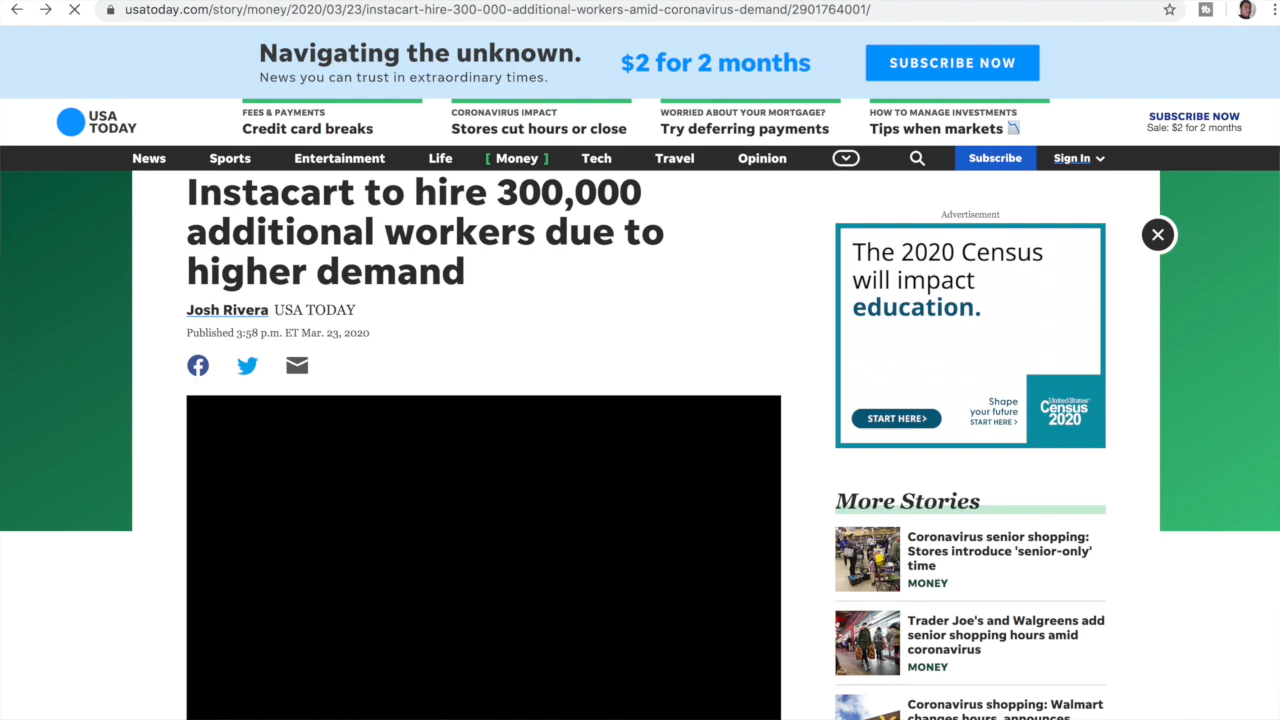 usatoday.com/story/money/2020/03/23/instacart-hire-300-000-additional-workers-amid-coronavirus-demand/2901764001/
Navigating the unknown.
News you can trust in extraordinary times.
$2 for 2 months
SUBSCRIBE NOW
USA
TODAY
FEES & PAYMENTS
Credit card breaks
CORONAVIRUS IMPACT
Stores cut hours or close
WORRIED ABOUT YOUR MORTGAGE?
Try deferring payments
HOW TO MANAGE INVESTMENTS
Tips when markets
SUBSCRIBE NOW
Sale: $2 for 2 months
News Sports Entertainment Life [ Money ] Tech Travel Opinion Subscribe Sign In
Instacart to hire 300,000
additional workers due to
higher demand
Josh Rivera USA TODAY
Published 3:58 p.m. ET Mar. 23, 2020
Advertisement
The 2020 Census
will impact
education.
START HERE>
Shape
your future
START HERE >
United States®
Census
2020
More Stories
Coronavirus senior shopping:
Stores introduce 'senior-only'
time
MONEY
Trader Joe's and Walgreens add
senior shopping hours amid
coronavirus
MONEY
Coronavirus shopping: Walmart
changes hours, announces